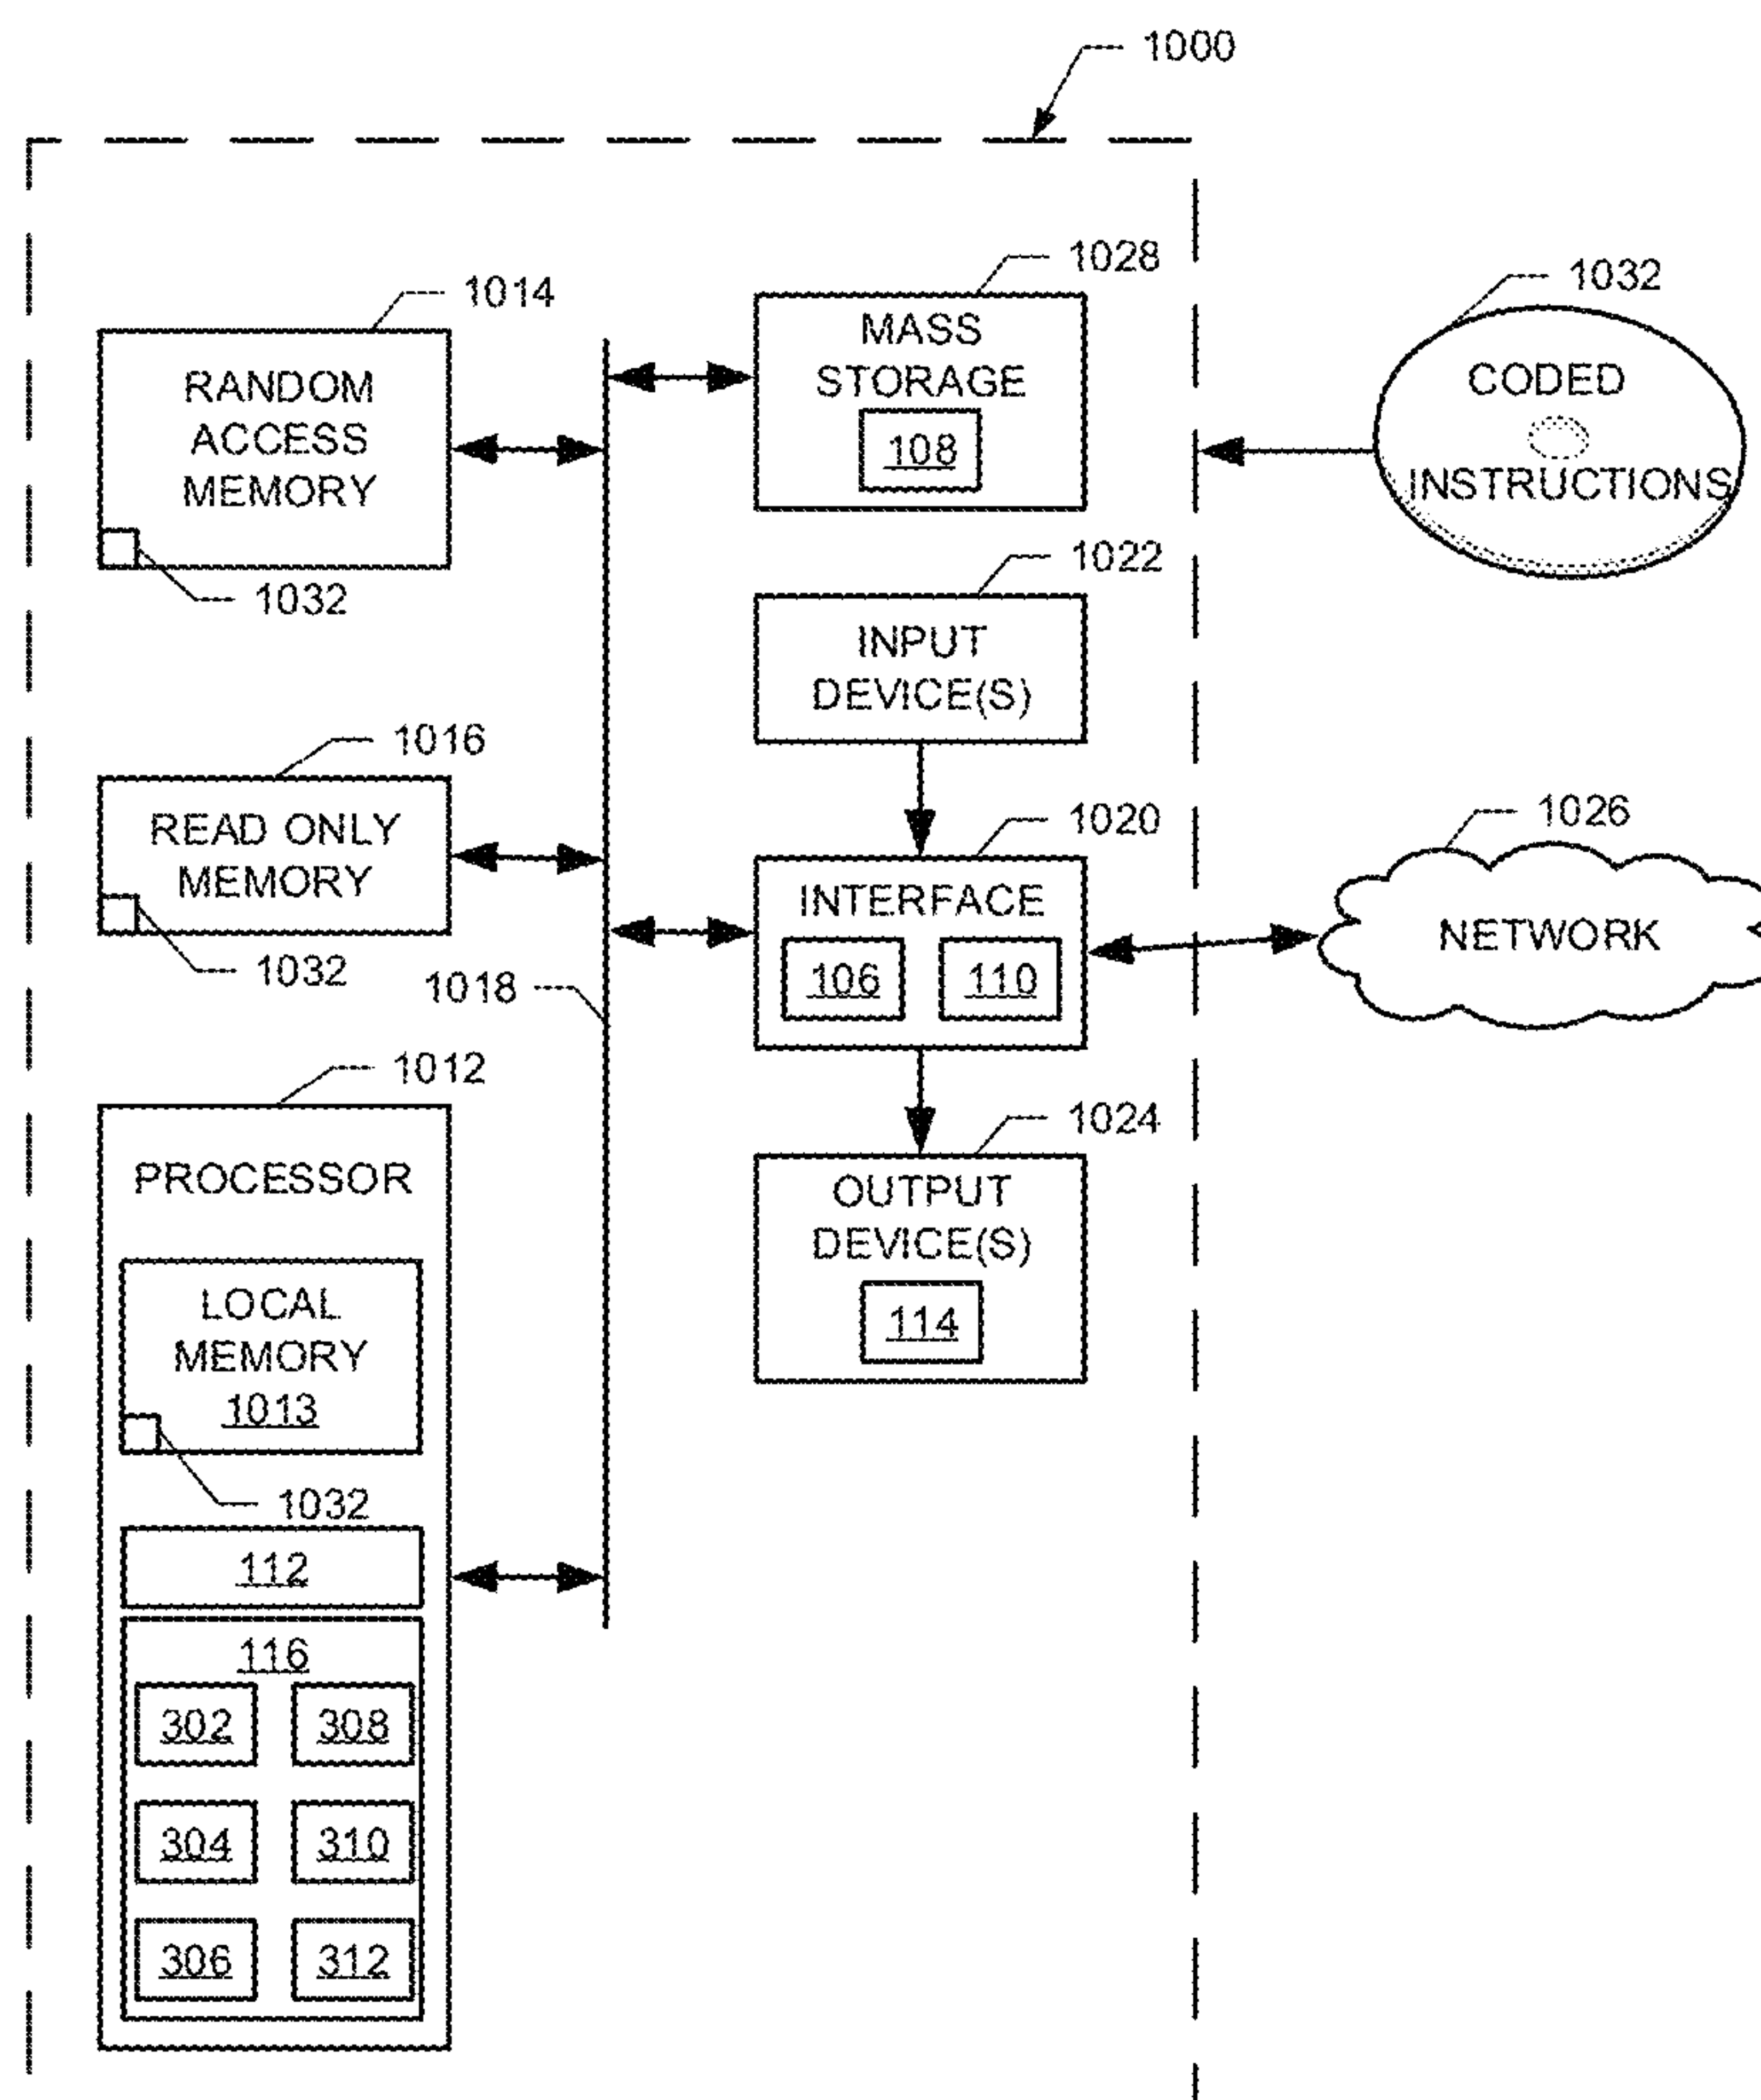 1000
1028
1014
1032
MASS
STORAGE
108
RANDOM
ACCESS
MEMORY
1032
CODED
INSTRUCTIONS
1022
INPUT
DEVICE(S)
1016
READ ONLY
MEMORY
1032
1018
1020
INTERFACE
106 110
1026
NETWORK
1012
PROCESSOR
LOCAL
MEMORY
1013
1032
1024
OUTPUT
DEVICE(S)
114
112
116
302 308
304 310
306 312